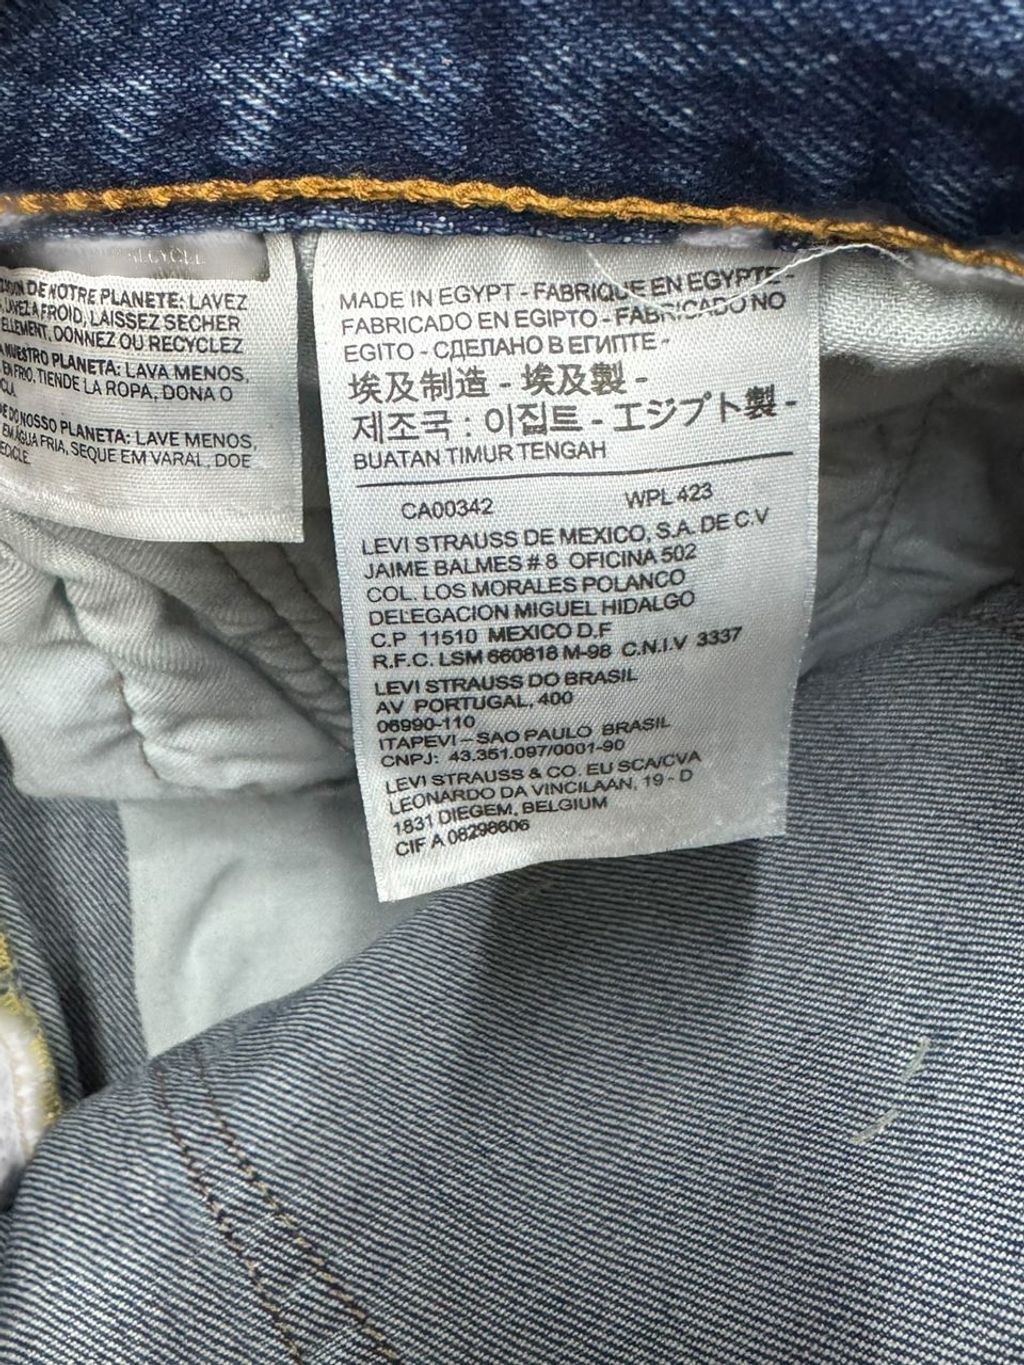 RECYCLE
DE NOTRE PLANETE: LAVEZ
LAVEZ A FROID, LAISSEZ SECHER
ELLEMENT, DONNEZ OU RECYCLEZ
NUESTRO PLANETA: LAVA MENOS,
EN FRIO, TIENDE LA ROPA, DONA O
DO NOSSO PLANETA: LAVE MENOS,
EM ÁGUA FRIA, SEQUE EM VARAL, DOE
RECICLE.
MADE IN EGYPT - FABRIQUE EN EGYPTE -
FABRICADO EN EGIPTO - FABRICADO NO
EGITO - СДЕЛАНО В ЕГИПТЕ -
埃及制造 - 埃及製 -
제조국 : 이집트 - エジプト製 -
BUATAN TIMUR TENGAH
CA00342 WPL 423
LEVI STRAUSS DE MEXICO, S.A. DE C.V
JAIME BALMES # 8 OFICINA 502
COL. LOS MORALES POLANCO
DELEGACION MIGUEL HIDALGO
C.P 11510 MEXICO D.F
R.F.C. LSM 660818 M-98 C.N.I.V 3337
LEVI STRAUSS DO BRASIL
AV PORTUGAL, 400
06990-110
ITAPEVI – SAO PAULO BRASIL
CNPJ: 43.351.097/0001-90
LEVI STRAUSS & CO. EU SCA/CVA
LEONARDO DA VINCILAAN, 19 - D
1831 DIEGEM, BELGIUM
CIF A 08298606